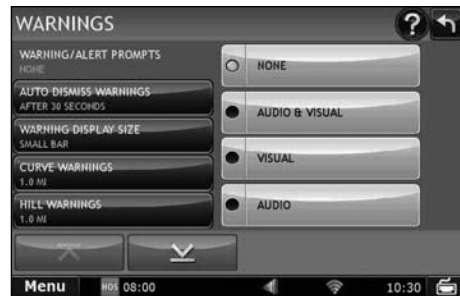 WARNINGS
?
WARNING/ALERT PROMPTS
NONE
AUTO DISMISS WARNINGS
AFTER 30 SECONDS
WARNING DISPLAY SIZE
SMALL BAR
CURVE WARNINGS
1.0 MI
HILL WARNINGS
1.0 MI
NONE
AUDIO & VISUAL
VISUAL
AUDIO
Menu HOS 08:00 10:30